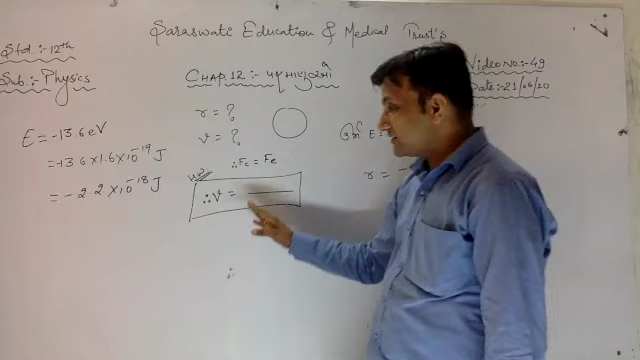 Saraswati Education & Medical Trust's
Std :- 12th
Sub :- Physics
Video No :- 49
Date :- 21/06/20
CHAP. 12 :-
E = -13.6 eV
= -13.6 × 1.6 × 10⁻¹⁹ J
= -2.2 × 10⁻¹⁸ J
r = ?
v = ?
∴ Fc = Fe
∴ v =
E =
r = -